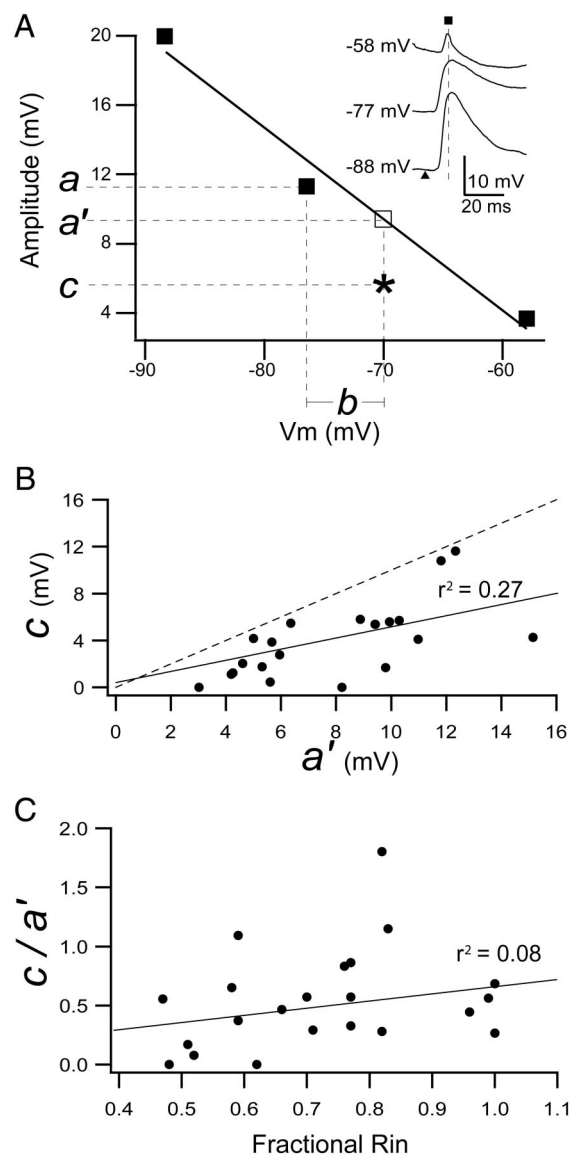 A
Amplitude (mV)
20
16
12
8
4
a
a'
c
*
-90
-80
-70
-60
b
Vm (mV)
-58 mV
-77 mV
-88 mV
10 mV
20 ms
B
c (mV)
16
12
8
4
0
r² = 0.27
0 2 4 6 8 10 12 14 16
a' (mV)
C
c / a'
2.0
1.5
1.0
0.5
0.0
r² = 0.08
0.4 0.5 0.6 0.7 0.8 0.9 1.0 1.1
Fractional Rin